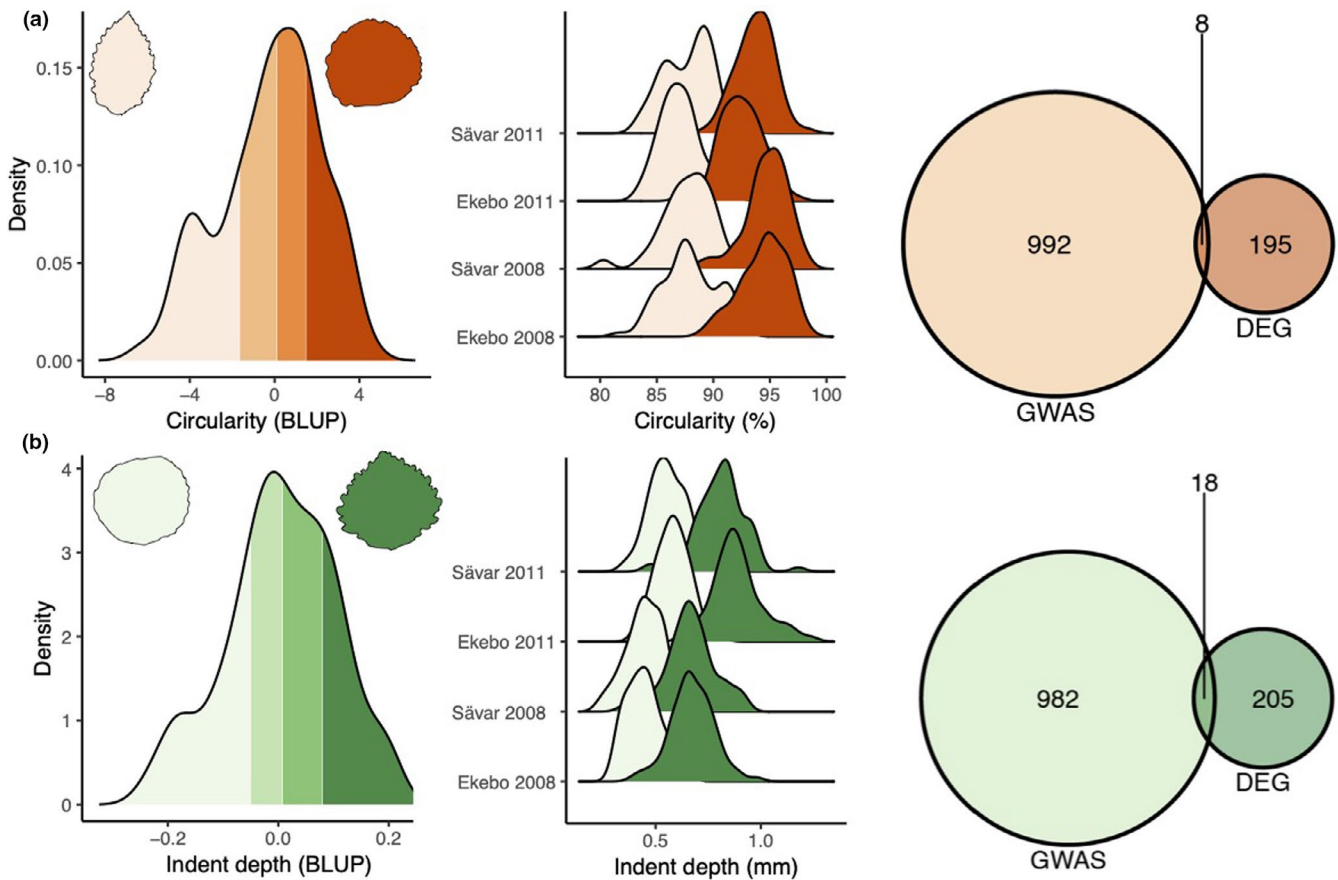 (a)
Density
0.15
0.10
0.05
0.00
−8 −4 0 4
Circularity (BLUP)
Sävar 2011
Ekebo 2011
Sävar 2008
Ekebo 2008
80 85 90 95 100
Circularity (%)
8
992
195
DEG
GWAS
(b)
Density
4
3
2
1
0
−0.2 0.0 0.2
Indent depth (BLUP)
Sävar 2011
Ekebo 2011
Sävar 2008
Ekebo 2008
0.5 1.0
Indent depth (mm)
18
982
205
DEG
GWAS